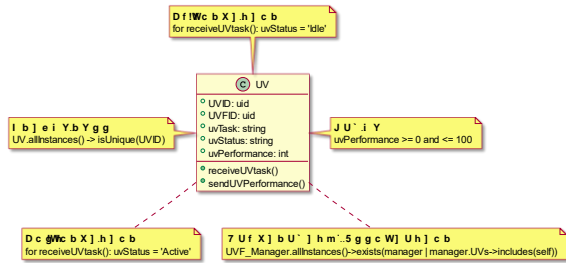 for receiveUVtask(): uvStatus = 'Idle'
C UV
UVID: uid
UVFID: uid
uvTask: string
uvStatus: string
uvPerformance: int
receiveUVtask()
sendUVPerformance()
UV.allInstances() -> isUnique(UVID)
uvPerformance >= 0 and <= 100
for receiveUVtask(): uvStatus = 'Active'
UVF_Manager.allInstances()->exists(manager | manager.UVs->includes(self))